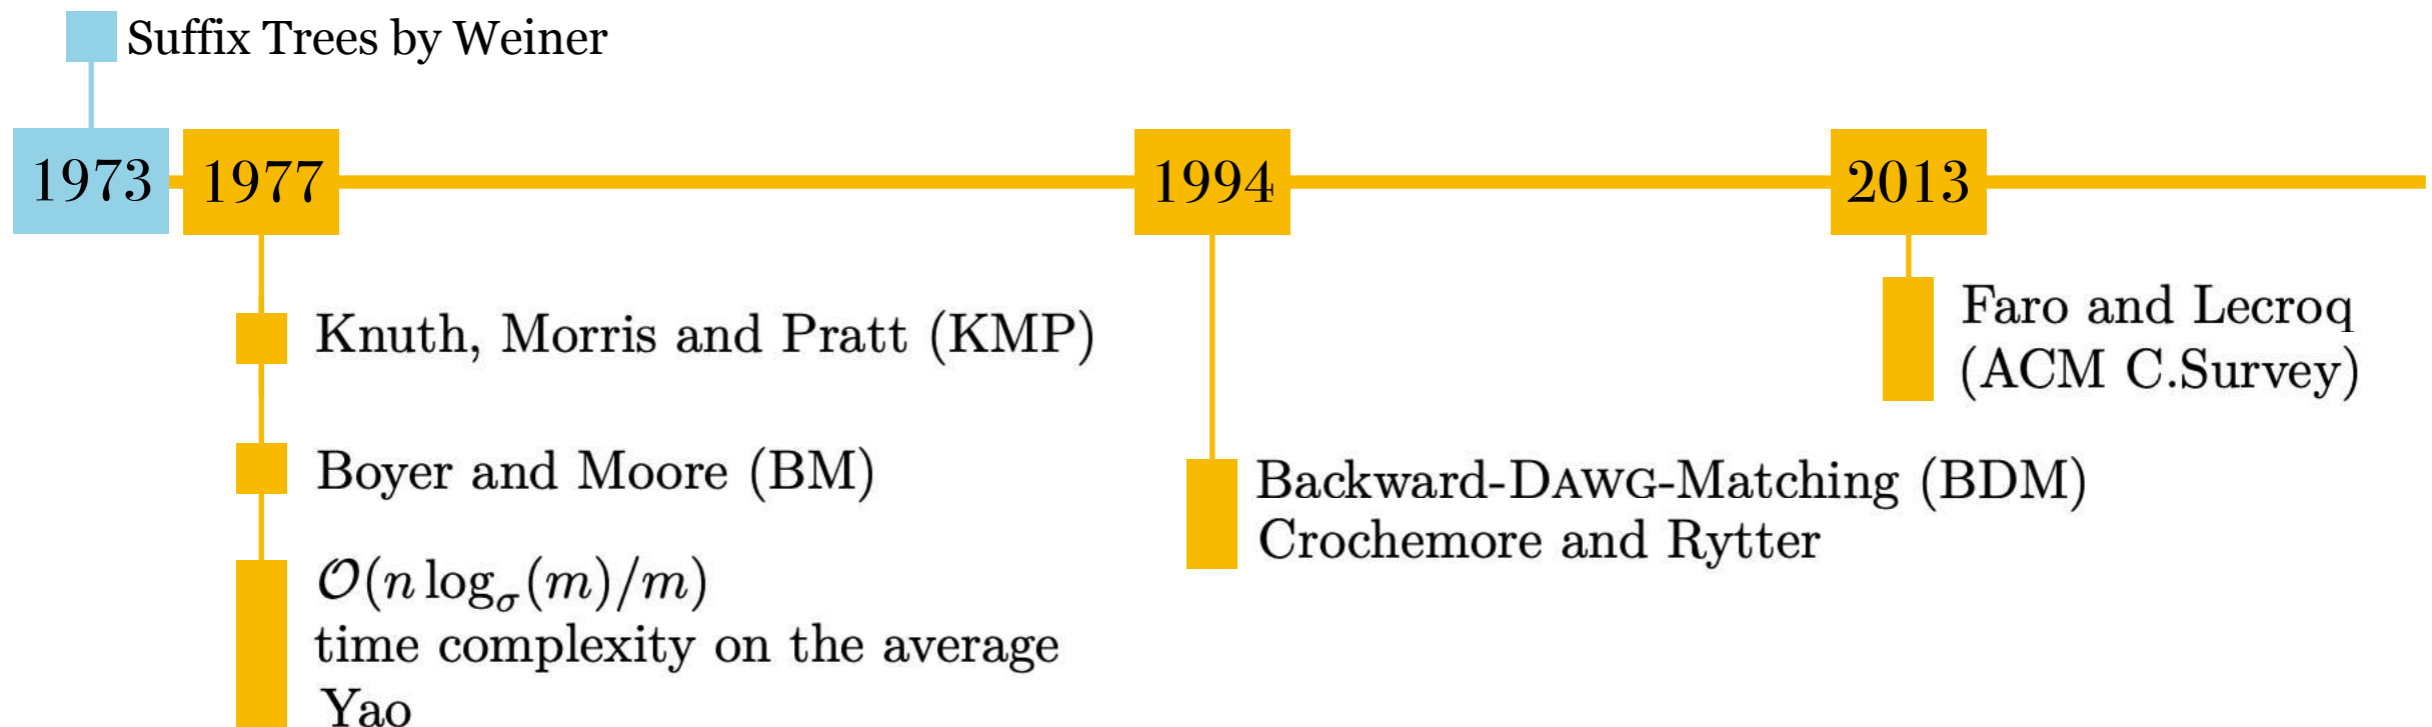 Suffix Trees by Weiner
1973 1977 1994 2013
Knuth, Morris and Pratt (KMP)
Boyer and Moore (BM)
𝒪(n log_σ(m)/m)
time complexity on the average
Yao
Backward-DAWG-Matching (BDM)
Crochemore and Rytter
Faro and Lecroq
(ACM C.Survey)